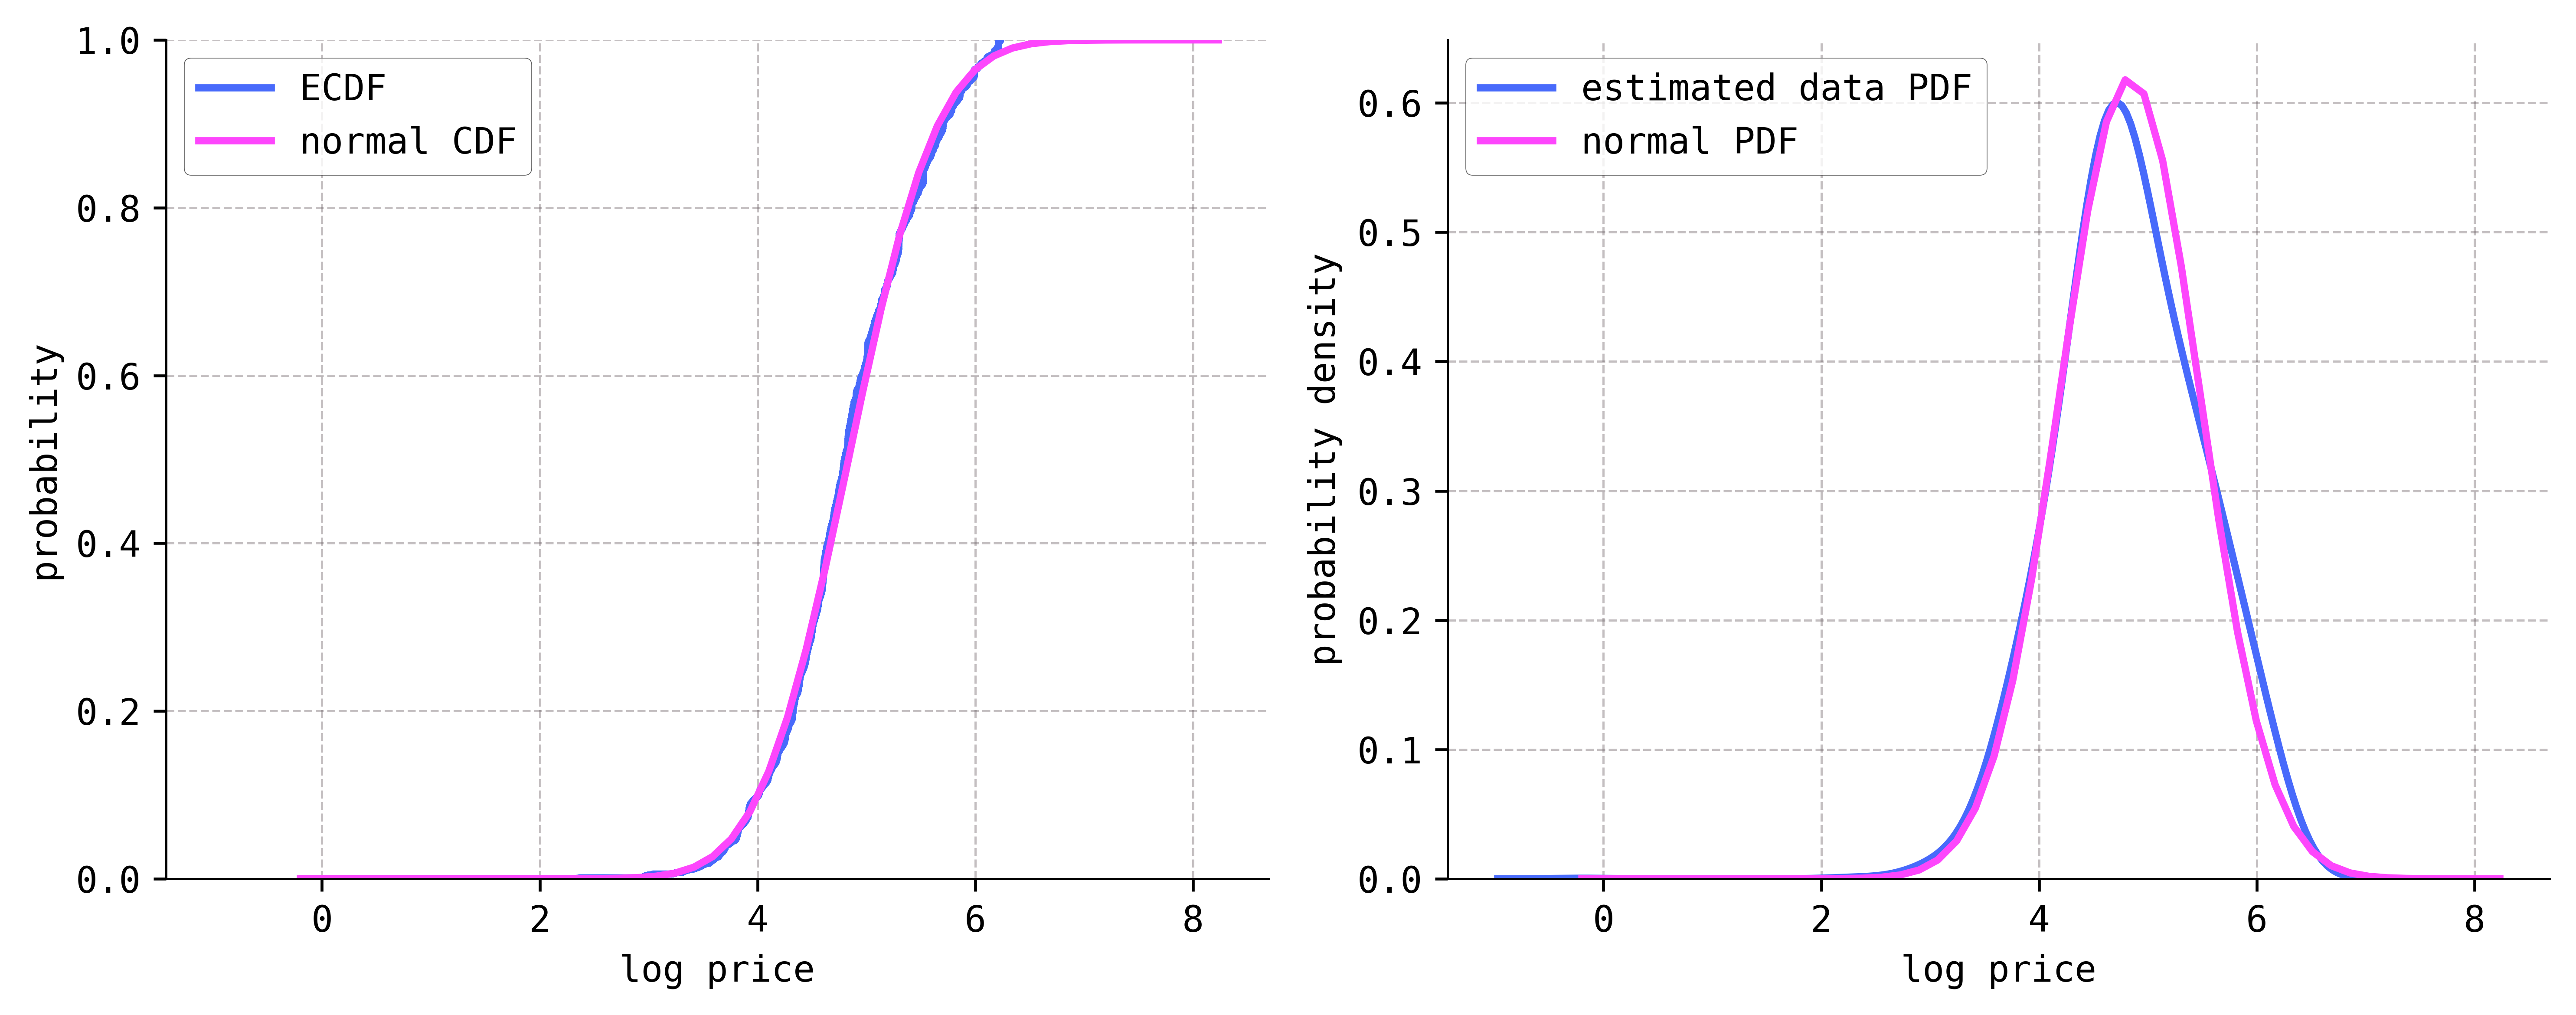 1.0
0.8
0.6
0.4
0.2
0.0
probability
ECDF
normal CDF
0 2 4 6 8
log price
0.6
0.5
0.4
0.3
0.2
0.1
0.0
probability density
estimated data PDF
normal PDF
0 2 4 6 8
log price